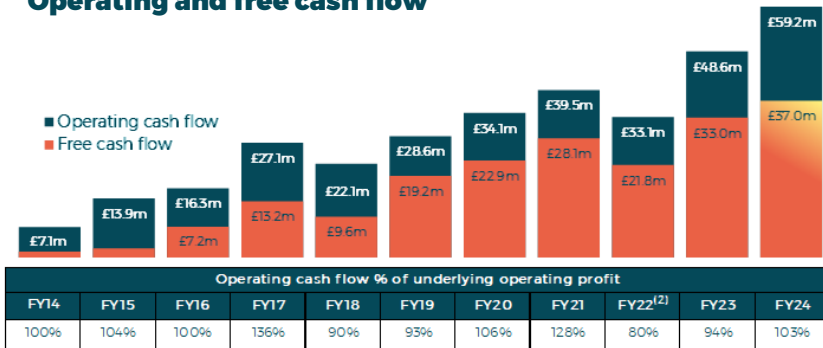 Operating and free cash flow
£59.2m
£48.6m
£39.5m
£37.0m
■ Operating cash flow
■ Free cash flow
£34.1m
£33.1m
£33.0m
£27.1m
£28.6m
£28.1m
£22.1m
£22.9m
£21.8m
£13.9m
£16.3m
£19.2m
£13.2m
£9.6m
£7.1m
£7.2m
Operating cash flow % of underlying operating profit
FY14 FY15 FY16 FY17 FY18 FY19 FY20 FY21 FY22(2) FY23 FY24
100% 104% 100% 136% 90% 93% 106% 128% 80% 94% 103%